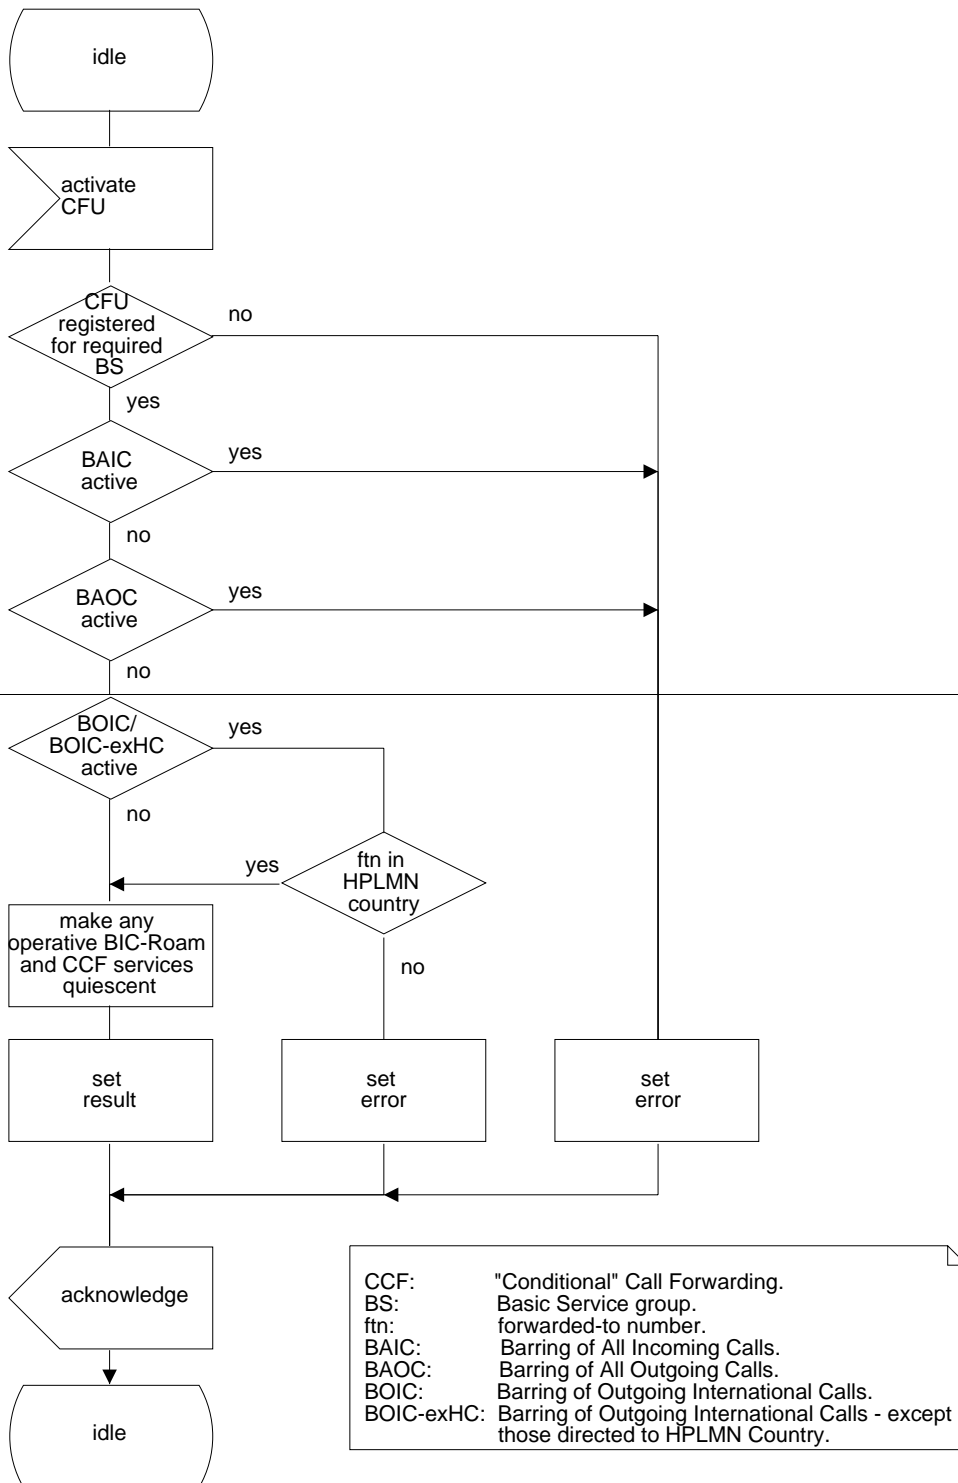 idle
activate
CFU
CFU
registered
for required
BS
no
yes
BAIC
active
yes
no
BAOC
active
yes
no
BOIC/
BOIC-exHC
active
yes
no
yes
ftn in
HPLMN
country
make any
operative BIC-Roam
and CCF services
quiescent
no
set
result
set
error
set
error
acknowledge
CCF: "Conditional" Call Forwarding.
BS: Basic Service group.
ftn: forwarded-to number.
BAIC: Barring of All Incoming Calls.
BAOC: Barring of All Outgoing Calls.
BOIC: Barring of Outgoing International Calls.
BOIC-exHC: Barring of Outgoing International Calls - except
those directed to HPLMN Country.
idle